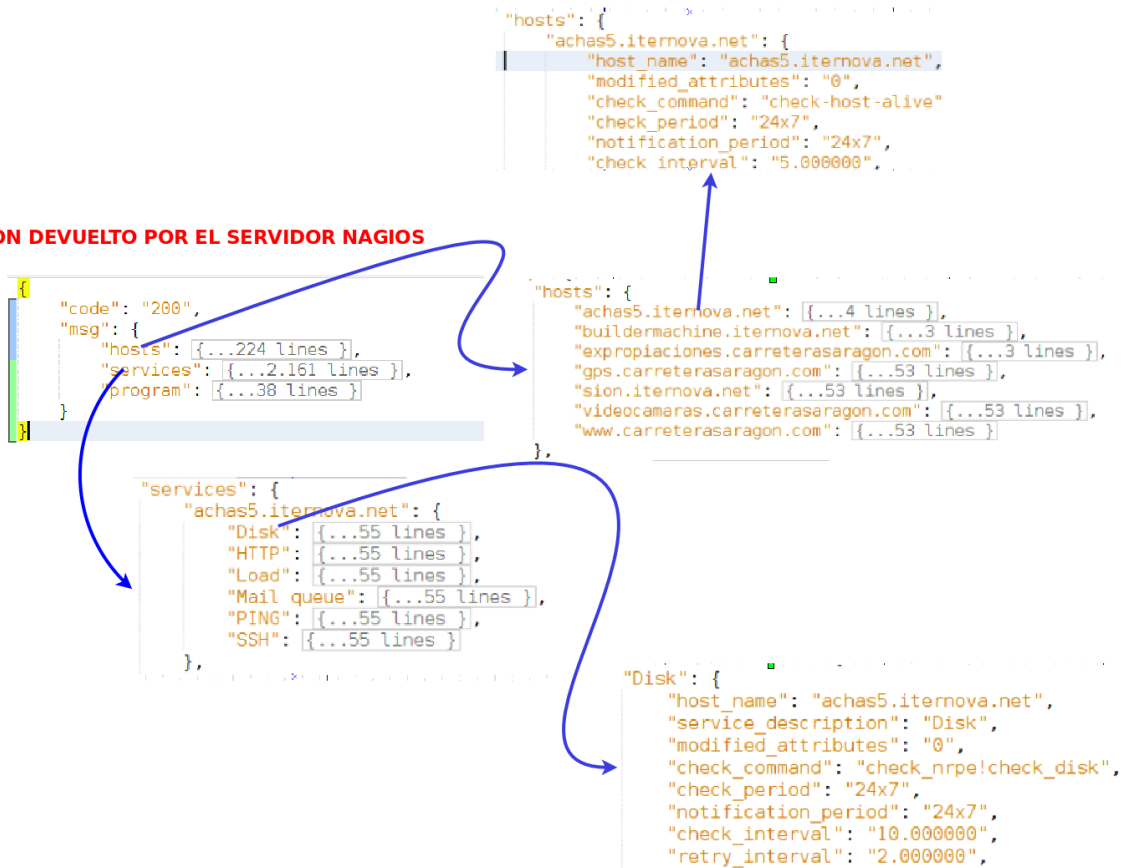 "hosts": {
"achas5.iternova.net": {
"host_name": "achas5.iternova.net",
"modified_attributes": "0",
"check_command": "check-host-alive"
"check_period": "24x7",
"notification_period": "24x7",
"check_interval": "5.000000",
ON DEVUELTO POR EL SERVIDOR NAGIOS
{
"code": "200",
"msg": {
"hosts": {...224 lines },
"services": {...2.161 lines },
"program": {...38 lines }
}
}
"hosts": {
"achas5.iternova.net": {...4 lines },
"buildermachine.iternova.net": {...3 lines },
"expropiaciones.carreterasaragon.com": {...3 lines },
"gps.carreterasaragon.com": {...53 lines },
"sion.iternova.net": {...53 lines },
"videocamaras.carreterasaragon.com": {...53 lines },
"www.carreterasaragon.com": {...53 lines }
},
"services": {
"achas5.iternova.net": {
"Disk": {...55 lines },
"HTTP": {...55 lines },
"Load": {...55 lines },
"Mail queue": {...55 lines },
"PING": {...55 lines },
"SSH": {...55 lines }
},
"Disk": {
"host_name": "achas5.iternova.net",
"service_description": "Disk",
"modified_attributes": "0",
"check_command": "check_nrpe!check_disk",
"check_period": "24x7",
"notification_period": "24x7",
"check_interval": "10.000000",
"retry_interval": "2.000000",